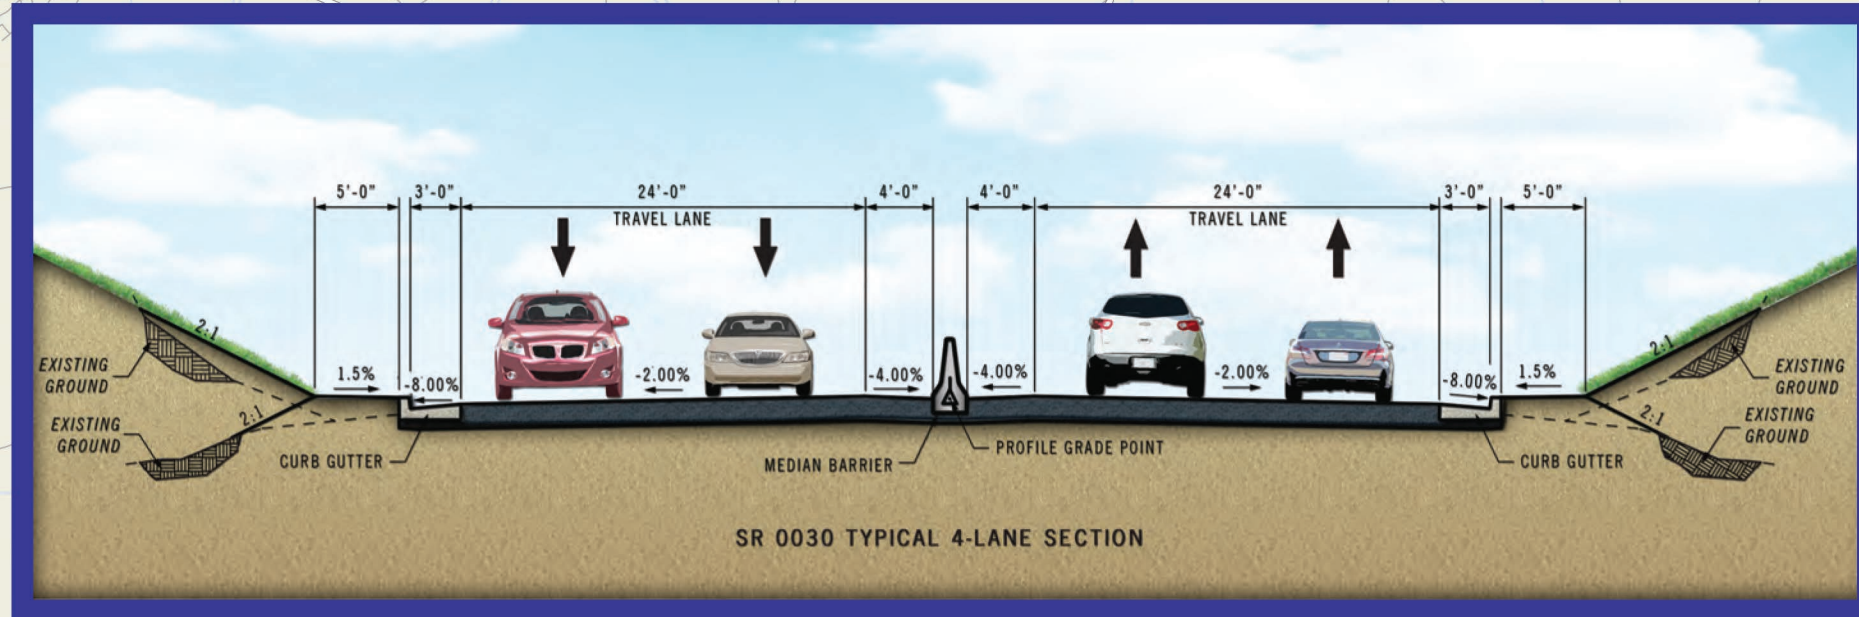 5'-0" 3'-0" 24'-0" 4'-0" 4'-0" 24'-0" 3'-0" 5'-0"
TRAVEL LANE TRAVEL LANE
2:1 2:1
EXISTING
GROUND
1.5% -8.00% -2.00% -4.00% -4.00% -2.00% -8.00% 1.5%
EXISTING
GROUND
2:1 2:1
EXISTING
GROUND
EXISTING
GROUND
CURB GUTTER
MEDIAN BARRIER
PROFILE GRADE POINT
CURB GUTTER
SR 0030 TYPICAL 4-LANE SECTION